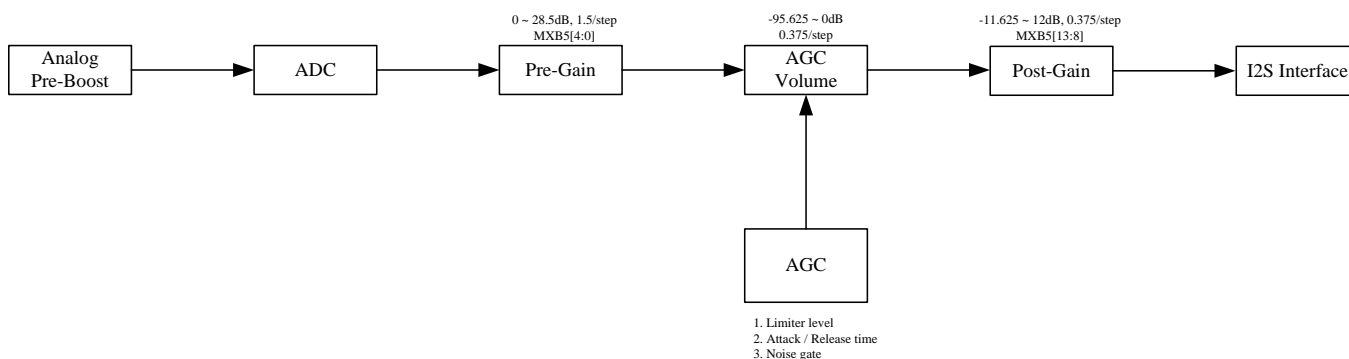 0 ~ 28.5dB, 1.5/step
MXB5[4:0]
-95.625 ~ 0dB
0.375/step
-11.625 ~ 12dB, 0.375/step
MXB5[13:8]
Analog
Pre-Boost
ADC
Pre-Gain
AGC
Volume
Post-Gain
I2S Interface
AGC
1. Limiter level
2. Attack / Release time
3. Noise gate